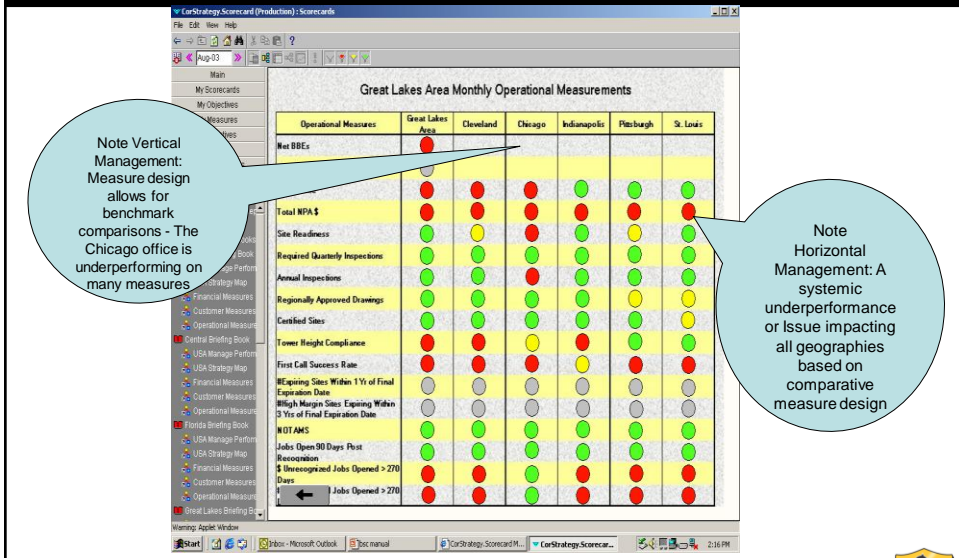 CorStrategy.Scorecard (Production) : Scorecards
File Edit View Help
Aug-03
Main
My Scorecards
My Objectives
Measures
Great Lakes Area Monthly Operational Measurements
Operational Measures
Great Lakes
Area
Cleveland
Chicago
Indianapolis
Pittsburgh
St. Louis
Net BBEs
Total NPA $
Site Readiness
Required Quarterly Inspections
Annual Inspections
Regionally Approved Drawings
Certified Sites
Tower Height Compliance
First Call Success Rate
#Expiring Sites Within 1 Yr of Final
Expiration Date
#High Margin Sites Expiring Within
3 Yrs of Final Expiration Date
NOTAMS
Jobs Open 90 Days Post
Recognition
$ Unrecognized Jobs Opened > 270
Days
Jobs Opened > 270
Note Vertical
Management:
Measure design
allows for
benchmark
comparisons - The
Chicago office is
underperforming on
many measures
Note
Horizontal
Management: A
systemic
underperformance
or Issue impacting
all geographies
based on
comparative
measure design
Strategy Map
Financial Measures
Customer Measures
Operational Measure
Central Briefing Book
USA Manage Perform
USA Strategy Map
Financial Measures
Customer Measures
Operational Measure
Florida Briefing Book
USA Manage Perform
USA Strategy Map
Financial Measures
Customer Measures
Operational Measure
Great Lakes Briefing Bo
Warning: Applet Window
Start
Inbox - Microsoft Outlook
bsc manual
CorStrategy.Scorecard M...
CorStrategy.Scorecar...
2:16 PM